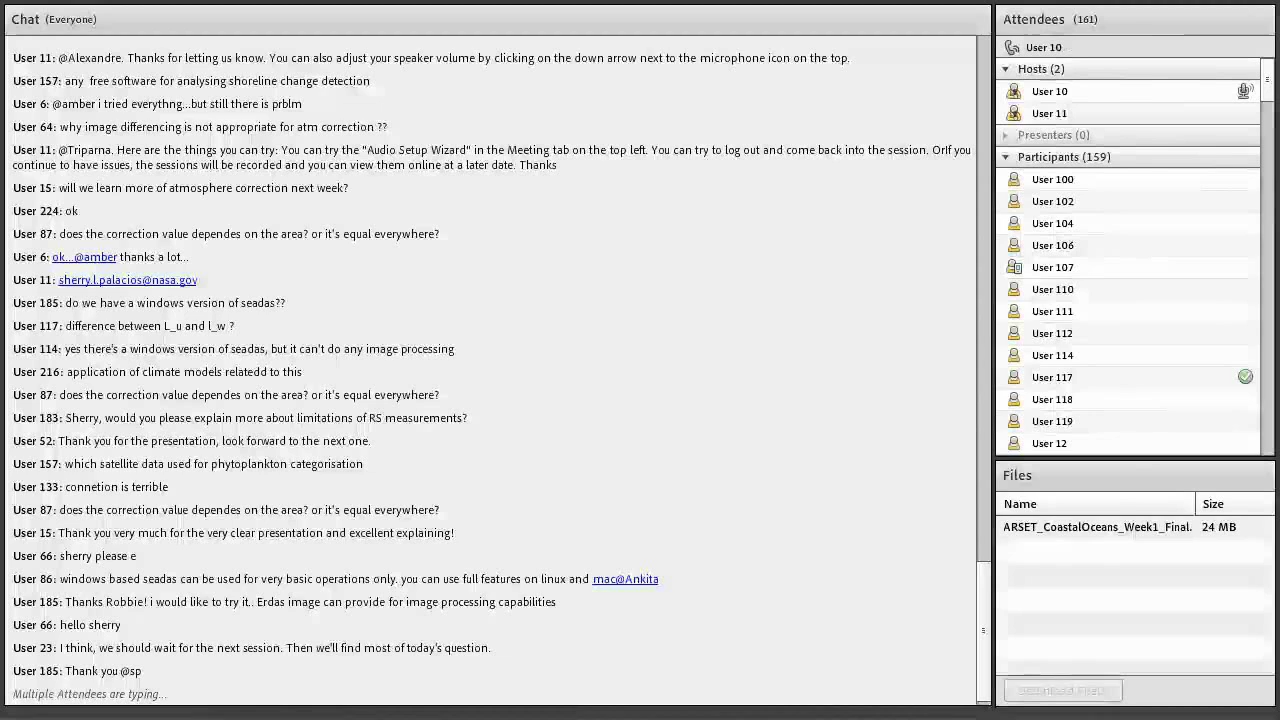 Chat (Everyone)
User 11: @Alexandre. Thanks for letting us know. You can also adjust your speaker volume by clicking on the down arrow next to the microphone icon on the top.
User 157: any free software for analysing shoreline change detection
User 6: @amber i tried everythng...but still there is prblm
User 64: why image differencing is not appropriate for atm correction ??
User 11: @Triparna. Here are the things you can try: You can try the "Audio Setup Wizard" in the Meeting tab on the top left. You can try to log out and come back into the session. OrIf you
continue to have issues, the sessions will be recorded and you can view them online at a later date. Thanks
User 15: will we learn more of atmosphere correction next week?
User 224: ok
User 87: does the correction value dependes on the area? or it's equal everywhere?
User 6: ok...@amber thanks a lot...
User 11: sherry.l.palacios@nasa.gov
User 185: do we have a windows version of seadas??
User 117: difference between L_u and l_w ?
User 114: yes there's a windows version of seadas, but it can't do any image processing
User 216: application of climate models relatedd to this
User 87: does the correction value dependes on the area? or it's equal everywhere?
User 183: Sherry, would you please explain more about limitations of RS measurements?
User 52: Thank you for the presentation, look forward to the next one.
User 157: which satellite data used for phytoplankton categorisation
User 133: connetion is terrible
User 87: does the correction value dependes on the area? or it's equal everywhere?
User 15: Thank you very much for the very clear presentation and excellent explaining!
User 66: sherry please e
User 86: windows based seadas can be used for very basic operations only. you can use full features on linux and mac@Ankita
User 185: Thanks Robbie! i would like to try it.. Erdas image can provide for image processing capabilities
User 66: hello sherry
User 23: I think, we should wait for the next session. Then we'll find most of today's question.
User 185: Thank you @sp
Multiple Attendees are typing...
Attendees (161)
User 10
Hosts (2)
User 10
User 11
Presenters (0)
Participants (159)
User 100
User 102
User 104
User 106
User 107
User 110
User 111
User 112
User 114
User 117
User 118
User 119
User 12
Files
Name Size
ARSET_CoastalOceans_Week1_Final. 24 MB